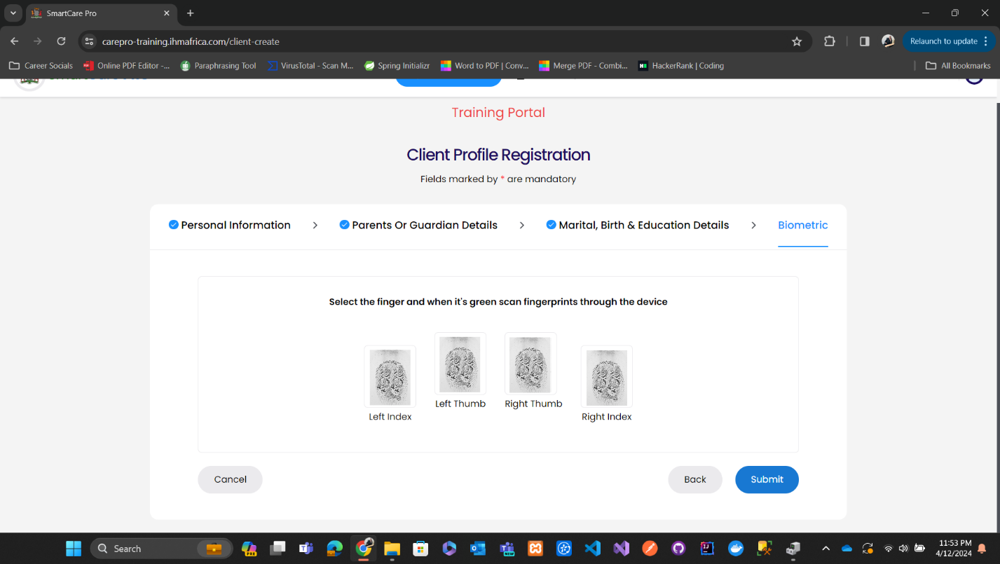 SmartCare Pro
carepro-training.ihmafrica.com/client-create
Relaunch to update
Career Socials
Online PDF Editor -...
Paraphrasing Tool
VirusTotal - Scan M...
Spring Initializr
Word to PDF | Conv...
Merge PDF - Combi...
HackerRank | Coding
All Bookmarks
Training Portal
Client Profile Registration
Fields marked by * are mandatory
Personal Information
Parents Or Guardian Details
Marital, Birth & Education Details
Biometric
Select the finger and when it's green scan fingerprints through the device
Left Index
Left Thumb
Right Thumb
Right Index
Cancel
Back
Submit
Search
PRE
NEW
11:53 PM
4/12/2024